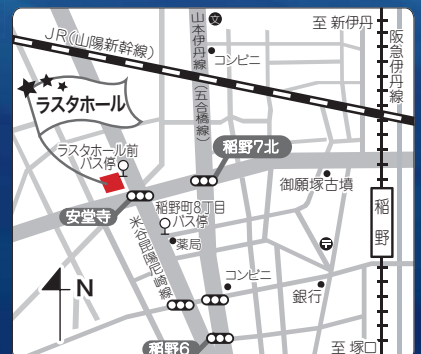 文
至 新伊丹
JR(山陽新幹線)
山本伊丹線
(五合橋線)
コンビニ
阪急伊丹線
ラスタホール
ラスタホール前
バス停
稲野7北
御願塚古墳
安堂寺
稲野町8丁目
バス停
稲野
薬局
米谷昆陽尼崎線
コンビニ
銀行
N
稲野6
至 塚口